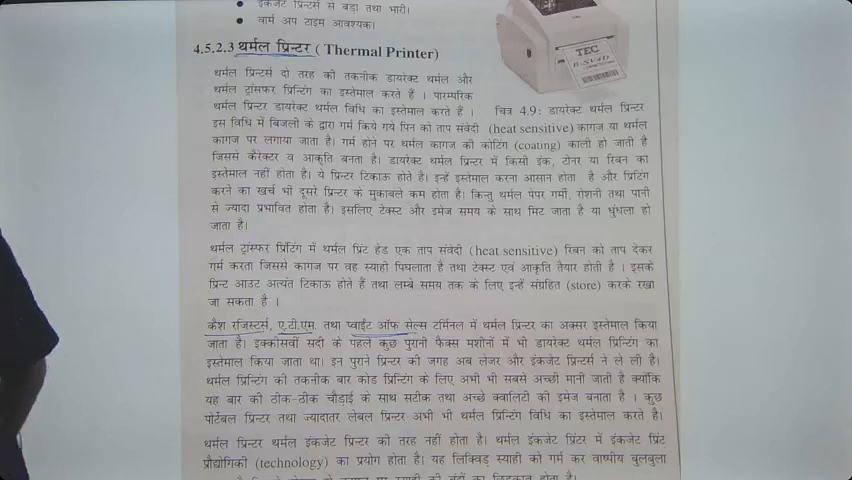 इंकजेट प्रिन्टर्स से बड़ा तथा भारी।
वार्म अप टाइम आवश्यक।
4.5.2.3 थर्मल प्रिन्टर ( Thermal Printer)
TEC
B-SV4D
थर्मल प्रिन्टर्स दो तरह की तकनीक डायरेक्ट थर्मल और
थर्मल ट्रांसफर प्रिन्टिंग का इस्तेमाल करते हैं । पारम्परिक
थर्मल प्रिन्टर डायरेक्ट थर्मल विधि का इस्तेमाल करते हैं ।
चित्र 4.9: डायरेक्ट थर्मल प्रिन्टर
इस विधि में बिजली के द्वारा गर्म किये गये पिन को ताप संवेदी (heat sensitive) कागज या थर्मल
कागज पर लगाया जाता है। गर्म होने पर थर्मल कागज की कोटिंग (coating) काली हो जाती है
जिससे कैरेक्टर व आकृति बनता है। डायरेक्ट थर्मल प्रिन्टर में किसी इंक, टोनर या रिबन का
इस्तेमाल नहीं होता है। ये प्रिन्टर टिकाऊ होते है। इन्हें इस्तेमाल करना आसान होता है और प्रिटिंग
करने का खर्च भी दूसरे प्रिन्टर के मुकाबले कम होता है। किन्तु थर्मल पेपर गर्मी, रोशनी तथा पानी
से ज्यादा प्रभावित होता है। इसलिए टेक्स्ट और इमेज समय के साथ मिट जाता है या धुंधला हो
जाता है।
थर्मल ट्रांस्फर प्रिंटिंग में थर्मल प्रिंट हेड एक ताप संवेदी (heat sensitive) रिबन को ताप देकर
गर्म करता जिससे कागज पर वह स्याही पिघलाता है तथा टेक्स्ट एवं आकृति तैयार होती है । इसके
प्रिन्ट आउट अत्यंत टिकाऊ होते हैं तथा लम्बे समय तक के लिए इन्हें संग्रहित (store) करके रखा
जा सकता है ।
कैश रजिस्टर्स, ए.टी.एम. तथा प्वाईंट ऑफ सेल्स टर्मिनल में थर्मल प्रिन्टर का अक्सर इस्तेमाल किया
जाता है। इक्कीसवीं सदी के पहले कुछ पुरानी फैक्स मशीनों में भी डायरेक्ट थर्मल प्रिन्टिंग का
इस्तेमाल किया जाता था। इन पुराने प्रिन्टर की जगह अब लेजर और इंकजेट प्रिन्टर्स ने ले ली है।
थर्मल प्रिन्टिंग की तकनीक बार कोड प्रिन्टिंग के लिए अभी भी सबसे अच्छी मानी जाती है क्योंकि
यह बार की ठीक-ठीक चौड़ाई के साथ सटीक तथा अच्छे क्वालिटी की इमेज बनाता है । कुछ
पोर्टेबल प्रिन्टर तथा ज्यादातर लेबल प्रिन्टर अभी भी थर्मल प्रिन्टिंग विधि का इस्तेमाल करते है।
थर्मल प्रिन्टर थर्मल इंकजेट प्रिन्टर की तरह नहीं होता है। थर्मल इंकजेट प्रिंटर में इंकजेट प्रिंट
प्रौद्योगिकी (technology) का प्रयोग होता है। यह लिक्विड़ स्याही को गर्म कर वाष्पीय बुलबुला